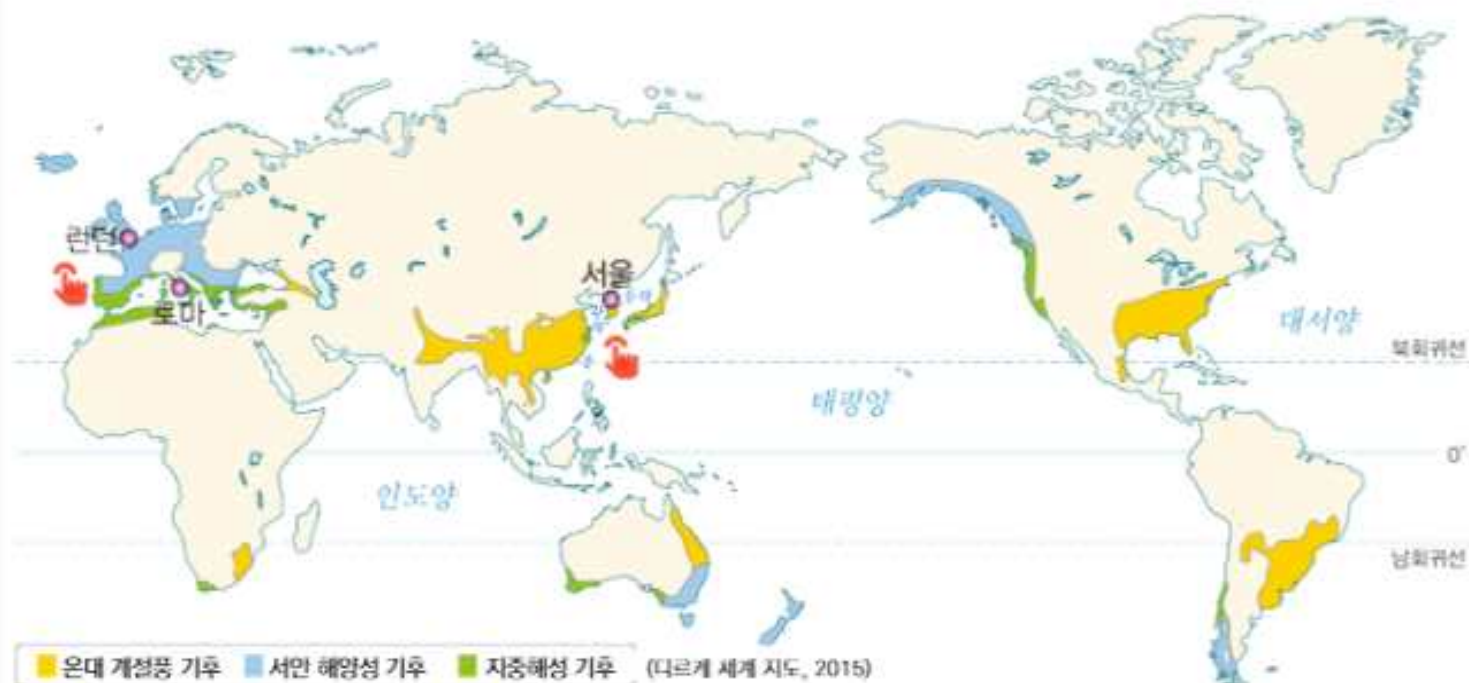 런던
로마
서울
대서양
북회귀선
태평양
0°
인도양
남회귀선
온대 계절풍 기후 서안 해양성 기후 지중해성 기후 (디르케 세계 지도, 2015)